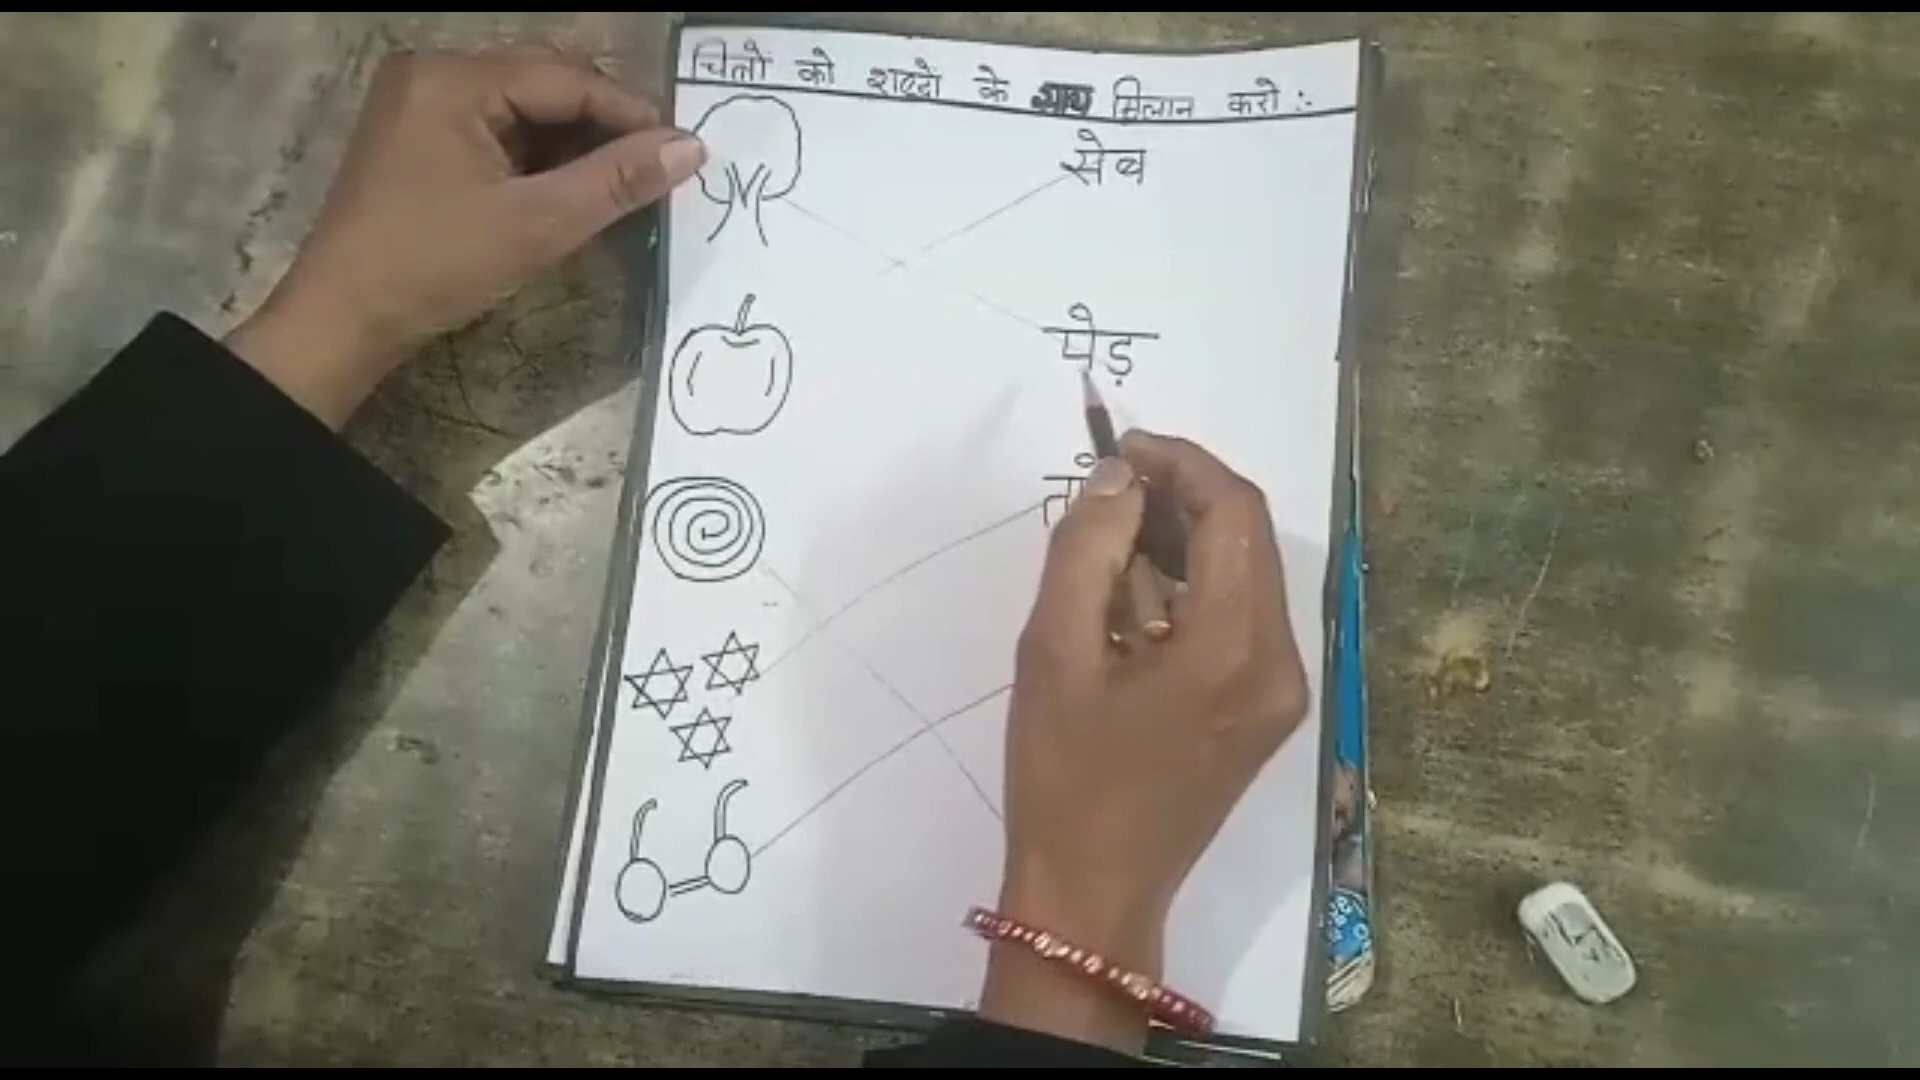 चित्रों को शब्दों के साथ मिलान करो :-
सेब
पेड़